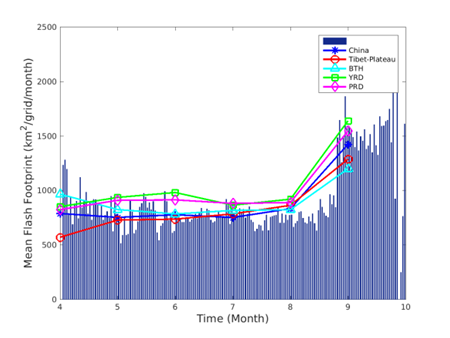 2500
2000
1500
1000
500
0
Mean Flash Footprint (km²/grid/month)
China
Tibet-Plateau
BTH
YRD
PRD
4 5 6 7 8 9 10
Time (Month)